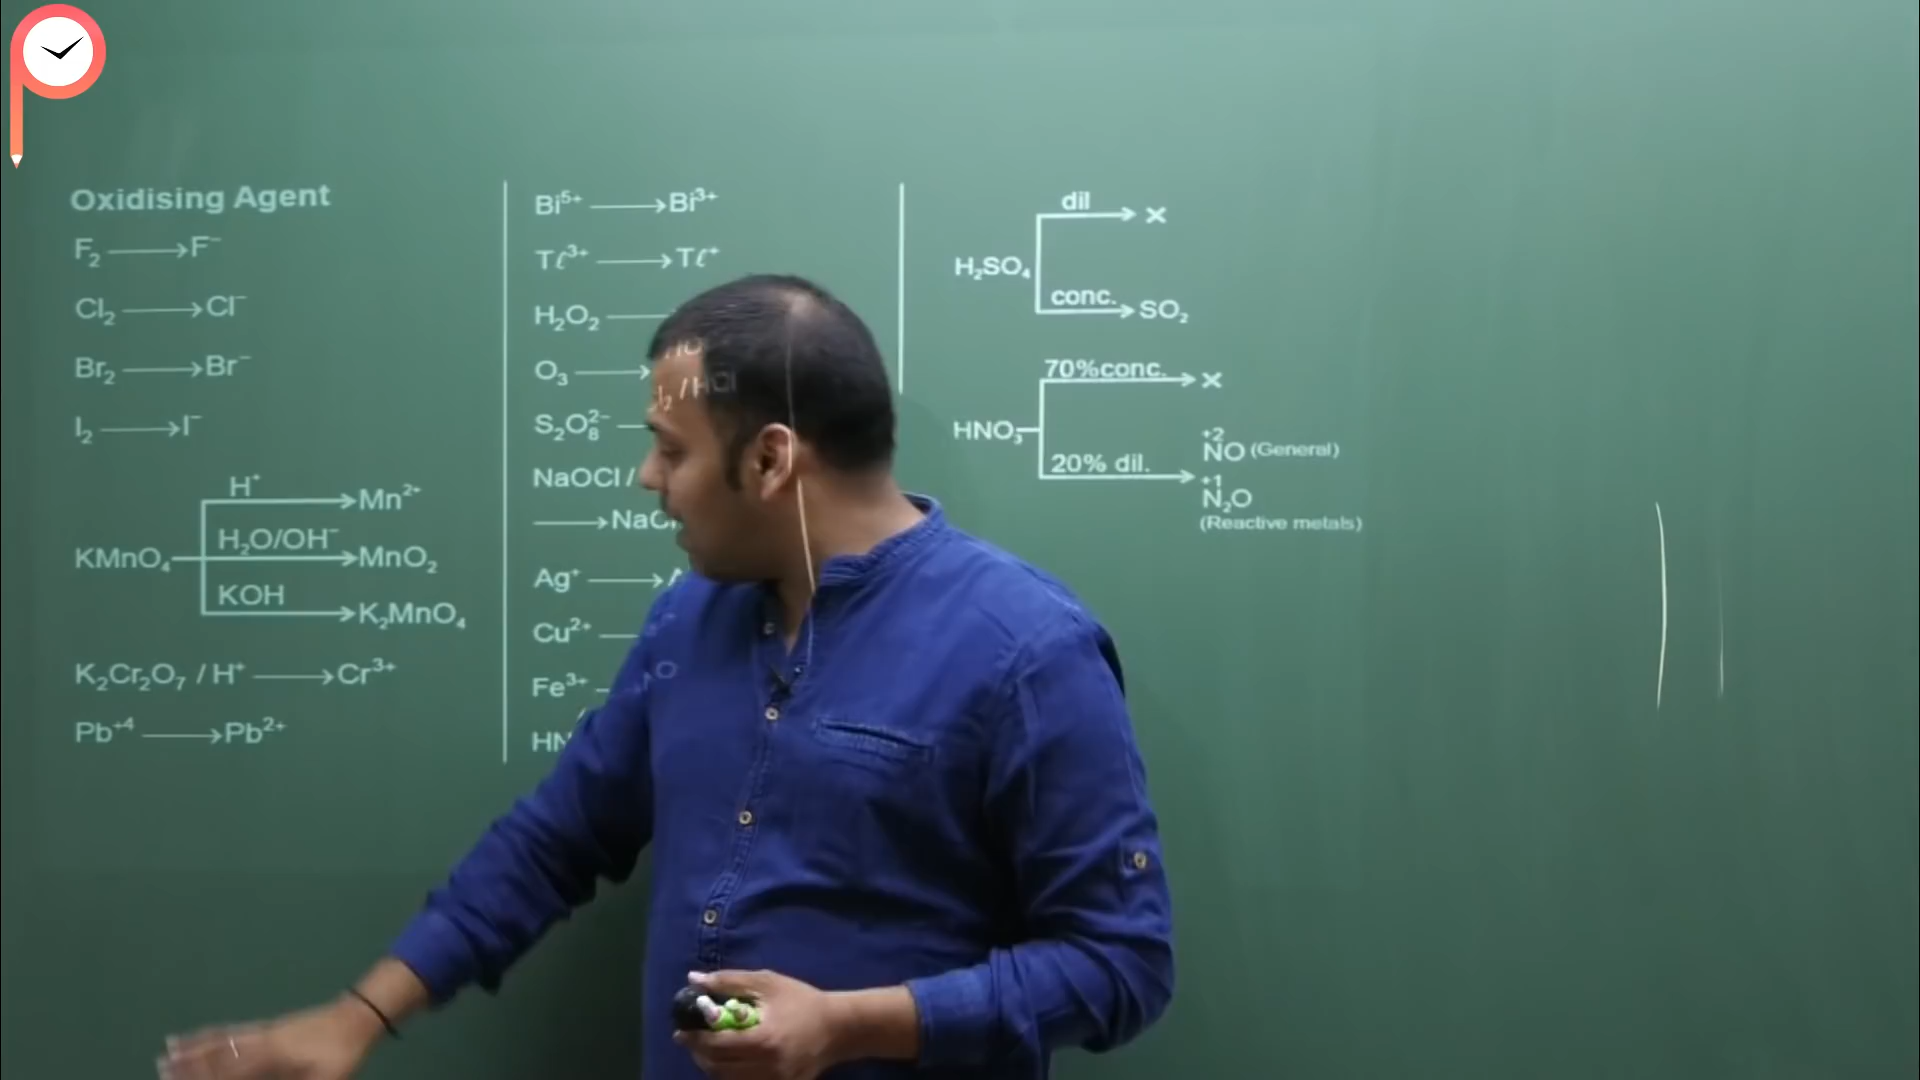 Oxidising Agent
F₂ ⟶ F⁻
Cl₂ ⟶ Cl⁻
Br₂ ⟶ Br⁻
I₂ ⟶ I⁻
H⁺ ⟶ Mn²⁺
KMnO₄ H₂O/OH⁻ ⟶ MnO₂
KOH ⟶ K₂MnO₄
K₂Cr₂O₇ / H⁺ ⟶ Cr³⁺
Pb⁺⁴ ⟶ Pb²⁺
Bi⁵⁺ ⟶ Bi³⁺
Tℓ³⁺ ⟶ Tℓ⁺
H₂O₂ ⟶
O₃ ⟶
S₂O₈²⁻
NaOCl /
/ HCl
⟶ NaC
Ag⁺ ⟶ A
Cu²⁺
Fe³⁺
HN
dil ⟶ ×
H₂SO₄
conc. ⟶ SO₂
70%conc. ⟶ ×
HNO₃
+2
NO (General)
20% dil. ⟶
+1
N₂O
(Reactive metals)